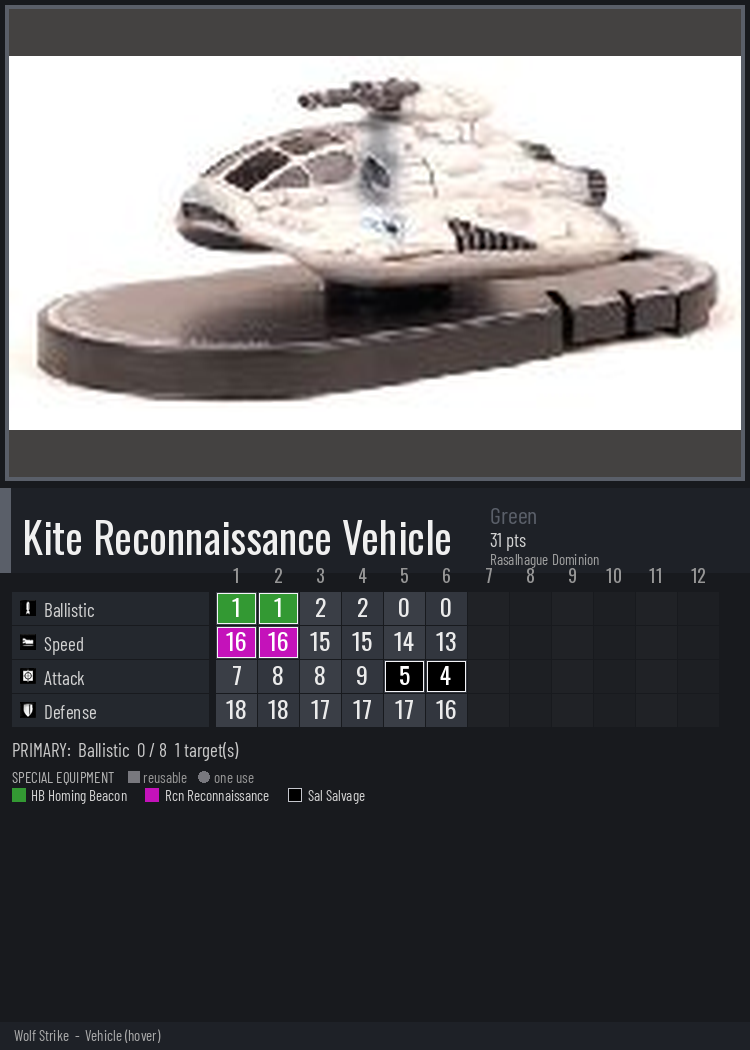 Kite Reconnaissance Vehicle
Green
31 pts
Rasalhague Dominion
1 2 3 4 5 6 7 8 9 10 11 12
Ballistic 1 1 2 2 0 0
Speed 16 16 15 15 14 13
Attack 7 8 8 9 5 4
Defense 18 18 17 17 17 16
PRIMARY: Ballistic 0 / 8 1 target(s)
SPECIAL EQUIPMENT reusable one use
HB Homing Beacon Rcn Reconnaissance Sal Salvage
Wolf Strike - Vehicle (hover)